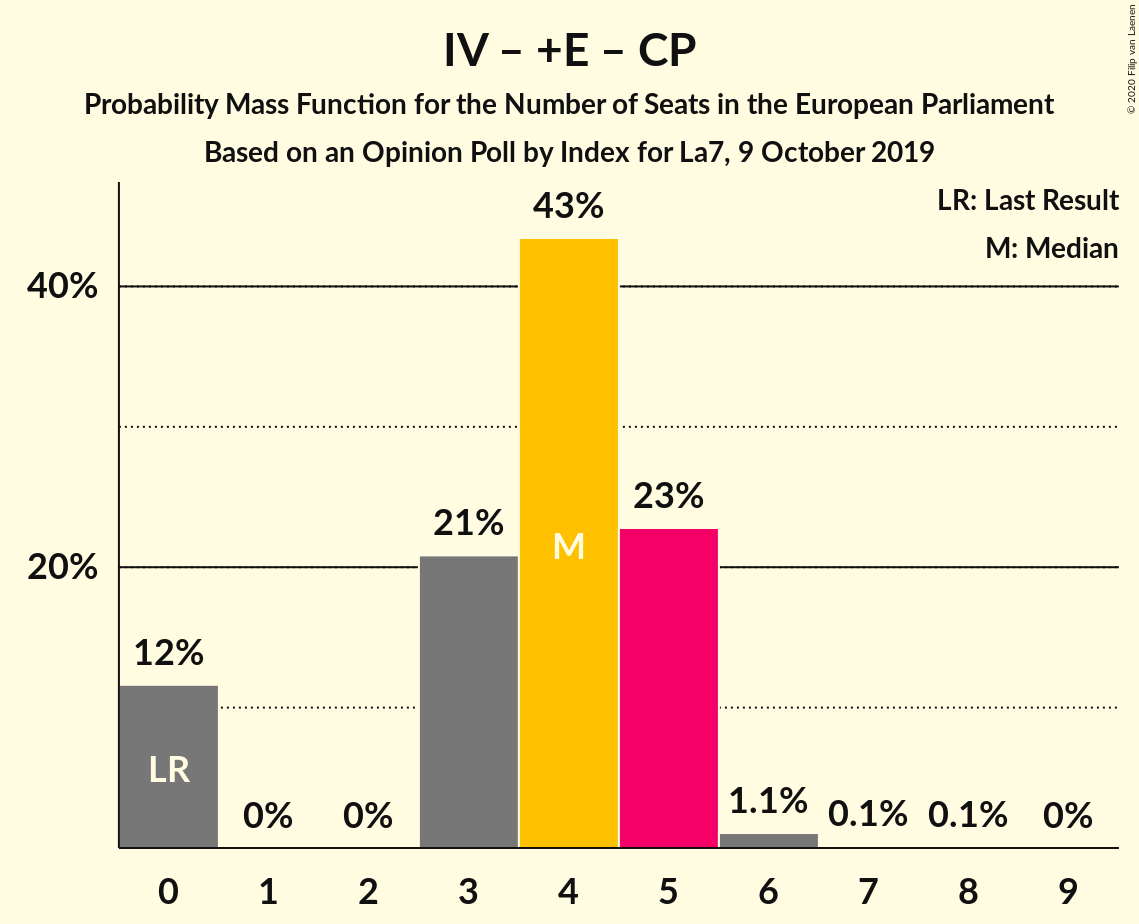 IV – +E – CP
Probability Mass Function for the Number of Seats in the European Parliament
Based on an Opinion Poll by Index for La7, 9 October 2019
© 2020 Filip van Laenen
LR: Last Result
M: Median
40%
20%
12%
0%
0%
21%
43%
23%
1.1%
0.1%
0.1%
0%
LR
M
0 1 2 3 4 5 6 7 8 9